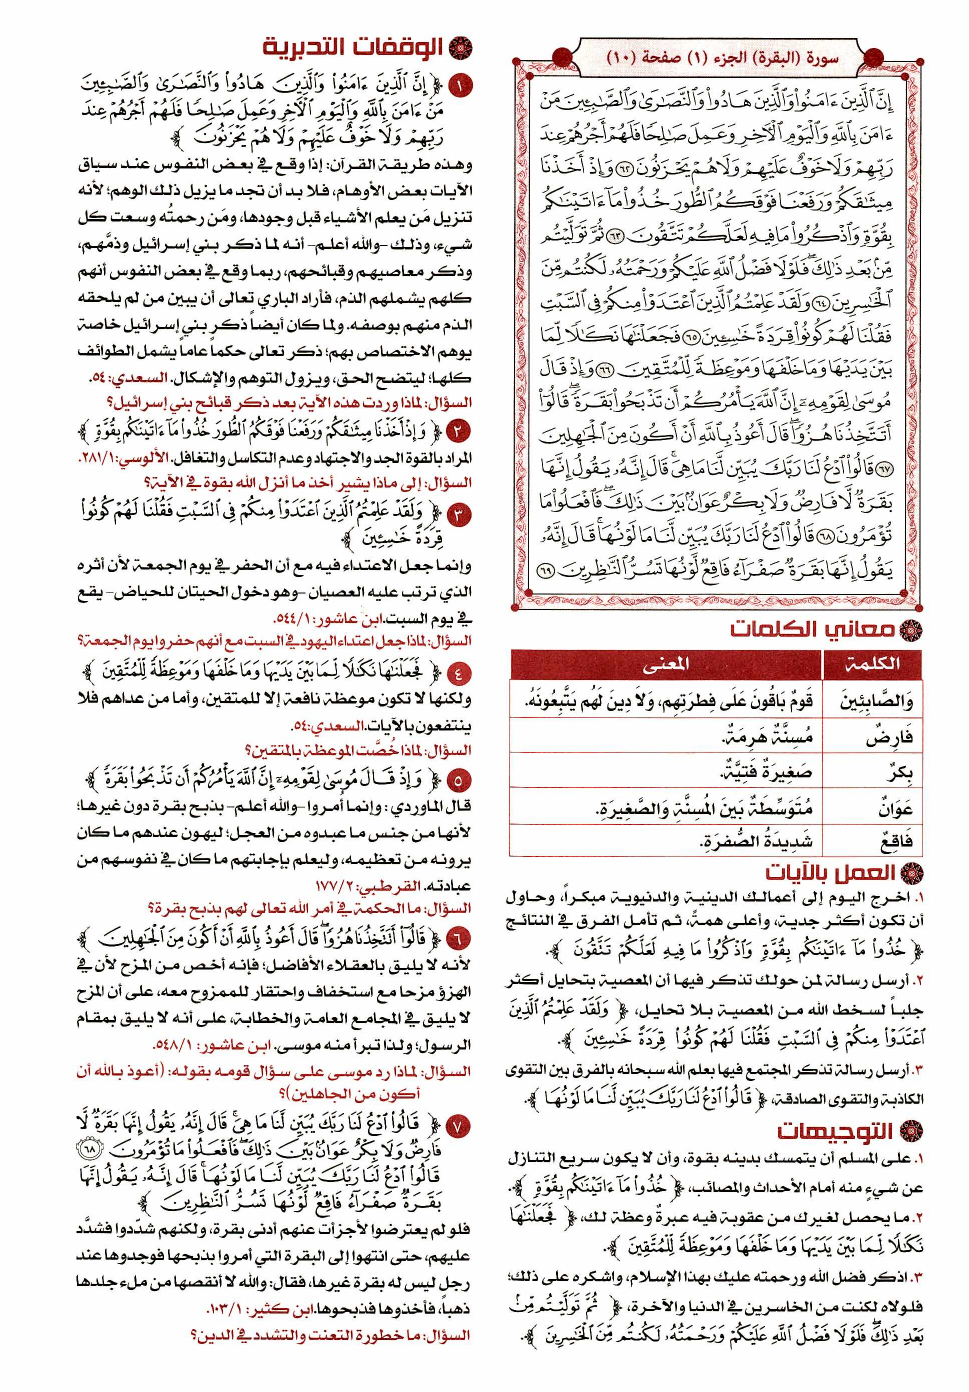 سورة (البقرة) الجزء (١) صفحة (١٠)
إِنَّ ٱلَّذِينَ ءَامَنُوا۟ وَٱلَّذِينَ هَادُوا۟ وَٱلنَّصَـٰرَىٰ وَٱلصَّـٰبِـِٔينَ مَنْ
ءَامَنَ بِٱللَّهِ وَٱلْيَوْمِ ٱلْـَٔاخِرِ وَعَمِلَ صَـٰلِحًا فَلَهُمْ أَجْرُهُمْ عِندَ
رَبِّهِمْ وَلَا خَوْفٌ عَلَيْهِمْ وَلَا هُمْ يَحْزَنُونَ ٦٢ وَإِذْ أَخَذْنَا
مِيثَـٰقَكُمْ وَرَفَعْنَا فَوْقَكُمُ ٱلطُّورَ خُذُوا۟ مَآ ءَاتَيْنَـٰكُم
بِقُوَّةٍ وَٱذْكُرُوا۟ مَا فِيهِ لَعَلَّكُمْ تَتَّقُونَ ٦٣ ثُمَّ تَوَلَّيْتُم
مِّنۢ بَعْدِ ذَٰلِكَ ۖ فَلَوْلَا فَضْلُ ٱللَّهِ عَلَيْكُمْ وَرَحْمَتُهُۥ لَكُنتُم مِّنَ
ٱلْخَـٰسِرِينَ ٦٤ وَلَقَدْ عَلِمْتُمُ ٱلَّذِينَ ٱعْتَدَوْا۟ مِنكُمْ فِى ٱلسَّبْتِ
فَقُلْنَا لَهُمْ كُونُوا۟ قِرَدَةً خَـٰسِـِٔينَ ٦٥ فَجَعَلْنَـٰهَا نَكَـٰلًا لِّمَا
بَيْنَ يَدَيْهَا وَمَا خَلْفَهَا وَمَوْعِظَةً لِّلْمُتَّقِينَ ٦٦ وَإِذْ قَالَ
مُوسَىٰ لِقَوْمِهِۦٓ إِنَّ ٱللَّهَ يَأْمُرُكُمْ أَن تَذْبَحُوا۟ بَقَرَةً ۖ قَالُوٓا۟
أَتَتَّخِذُنَا هُزُوًا ۖ قَالَ أَعُوذُ بِٱللَّهِ أَنْ أَكُونَ مِنَ ٱلْجَـٰهِلِينَ
٦٧ قَالُوا۟ ٱدْعُ لَنَا رَبَّكَ يُبَيِّن لَّنَا مَا هِىَ ۚ قَالَ إِنَّهُۥ يَقُولُ إِنَّهَا
بَقَرَةٌ لَّا فَارِضٌ وَلَا بِكْرٌ عَوَانٌۢ بَيْنَ ذَٰلِكَ ۖ فَٱفْعَلُوا۟ مَا
تُؤْمَرُونَ ٦٨ قَالُوا۟ ٱدْعُ لَنَا رَبَّكَ يُبَيِّن لَّنَا مَا لَوْنُهَا ۚ قَالَ إِنَّهُۥ
يَقُولُ إِنَّهَا بَقَرَةٌ صَفْرَآءُ فَاقِعٌ لَّوْنُهَا تَسُرُّ ٱلنَّـٰظِرِينَ ٦٩
معاني الكلمات
الكلمة المعنى
وَالصَّابِئِينَ قَومٌ بَاقُونَ عَلَى فِطرَتِهِم، وَلاَ دِينَ لَهُم يَتَّبِعُونَهُ.
فَارِضٌ مُسِنَّةٌ هَرِمَةٌ.
بِكرٌ صَغِيرَةٌ فَتِيَّةٌ.
عَوَانٌ مُتَوَسِّطَةٌ بَينَ المُسِنَّةِ وَالصَّغِيرَةِ.
فَاقِعٌ شَدِيدَةُ الصُّفرَةِ.
العمل بالآيات
١. اخرج اليوم إلى أعمالك الدينية والدنيوية مبكراً، وحاول
أن تكون أكثر جدية، وأعلى همةً، ثم تأمل الفرق في النتائج
﴿ خُذُوا۟ مَآ ءَاتَيْنَـٰكُم بِقُوَّةٍ وَٱذْكُرُوا۟ مَا فِيهِ لَعَلَّكُمْ تَتَّقُونَ ﴾.
٢. أرسل رسالة لمن حولك تذكر فيها أن المعصية بتحايل أكثر
جلباً لسخط الله من المعصية بلا تحايل، ﴿ وَلَقَدْ عَلِمْتُمُ ٱلَّذِينَ
ٱعْتَدَوْا۟ مِنكُمْ فِى ٱلسَّبْتِ فَقُلْنَا لَهُمْ كُونُوا۟ قِرَدَةً خَـٰسِـِٔينَ ﴾.
٣. أرسل رسالة تذكر المجتمع فيها بعلم الله سبحانه بالفرق بين التقوى
الكاذبة والتقوى الصادقة، ﴿ قَالُوا۟ ٱدْعُ لَنَا رَبَّكَ يُبَيِّن لَّنَا مَا لَوْنُهَا ﴾.
التوجيهات
١. على المسلم أن يتمسك بدينه بقوة، وأن لا يكون سريع التنازل
عن شيءٍ منه أمام الأحداث والمصائب، ﴿ خُذُوا۟ مَآ ءَاتَيْنَـٰكُم بِقُوَّةٍ ﴾.
٢. ما يحصل لغيرك من عقوبة فيه عبرةٌ وعظة لك، ﴿ فَجَعَلْنَـٰهَا
نَكَـٰلًا لِّمَا بَيْنَ يَدَيْهَا وَمَا خَلْفَهَا وَمَوْعِظَةً لِّلْمُتَّقِينَ ﴾.
٣. اذكر فضل الله ورحمته عليك بهذا الإسلام، واشكره على ذلك؛
فلولاه لكنت من الخاسرين في الدنيا والآخرة، ﴿ ثُمَّ تَوَلَّيْتُم مِّنۢ
بَعْدِ ذَٰلِكَ ۖ فَلَوْلَا فَضْلُ ٱللَّهِ عَلَيْكُمْ وَرَحْمَتُهُۥ لَكُنتُم مِّنَ ٱلْخَـٰسِرِينَ ﴾.
الوقفات التدبرية
١ ﴿ إِنَّ ٱلَّذِينَ ءَامَنُوا۟ وَٱلَّذِينَ هَادُوا۟ وَٱلنَّصَـٰرَىٰ وَٱلصَّـٰبِـِٔينَ
مَنْ ءَامَنَ بِٱللَّهِ وَٱلْيَوْمِ ٱلْـَٔاخِرِ وَعَمِلَ صَـٰلِحًا فَلَهُمْ أَجْرُهُمْ عِندَ
رَبِّهِمْ وَلَا خَوْفٌ عَلَيْهِمْ وَلَا هُمْ يَحْزَنُونَ ﴾
وهذه طريقة القرآن: إذا وقع في بعض النفوس عند سياق
الآيات بعض الأوهام، فلا بد أن تجد ما يزيل ذلك الوهم؛ لأنه
تنزيل مَن يعلم الأشياء قبل وجودها، ومَن رحمتُه وسعت كل
شيء، وذلك -والله أعلم- أنه لما ذكر بني إسرائيل وذمَّهم،
وذكر معاصيهم وقبائحهم، ربما وقع في بعض النفوس أنهم
كلهم يشملهم الذم، فأراد الباري تعالى أن يبين من لم يلحقه
الذم منهم بوصفه. ولما كان أيضاً ذكر بني إسرائيل خاصة
يوهم الاختصاص بهم؛ ذكر تعالى حكماً عاماً يشمل الطوائف
كلها؛ ليتضح الحق، ويزول التوهم والإشكال. السعدي: ٥٤.
السؤال: لماذا وردت هذه الآية بعد ذكر قبائح بني إسرائيل؟
٢ ﴿ وَإِذْ أَخَذْنَا مِيثَـٰقَكُمْ وَرَفَعْنَا فَوْقَكُمُ ٱلطُّورَ خُذُوا۟ مَآ ءَاتَيْنَـٰكُم بِقُوَّةٍ ﴾
المراد بالقوة الجد والاجتهاد وعدم التكاسل والتغافل. الألوسي: ٢٨١/١.
السؤال: إلى ماذا يشير أخذ ما أنزل الله بقوة في الآية؟
٣ ﴿ وَلَقَدْ عَلِمْتُمُ ٱلَّذِينَ ٱعْتَدَوْا۟ مِنكُمْ فِى ٱلسَّبْتِ فَقُلْنَا لَهُمْ كُونُوا۟
قِرَدَةً خَـٰسِـِٔينَ ﴾
وإنما جعل الاعتداء فيه مع أن الحفر في يوم الجمعة لأن أثره
الذي ترتب عليه العصيان -وهو دخول الحيتان للحياض- يقع
في يوم السبت. ابن عاشور: ٥٤٤/١.
السؤال: لماذا جعل اعتداء اليهود في السبت مع أنهم حفروا يوم الجمعة؟
٤ ﴿ فَجَعَلْنَـٰهَا نَكَـٰلًا لِّمَا بَيْنَ يَدَيْهَا وَمَا خَلْفَهَا وَمَوْعِظَةً لِّلْمُتَّقِينَ ﴾
ولكنها لا تكون موعظة نافعة إلا للمتقين، وأما من عداهم فلا
ينتفعون بالآيات. السعدي: ٥٤.
السؤال: لماذا خُصَّت الموعظة بالمتقين؟
٥ ﴿ وَإِذْ قَالَ مُوسَىٰ لِقَوْمِهِۦٓ إِنَّ ٱللَّهَ يَأْمُرُكُمْ أَن تَذْبَحُوا۟ بَقَرَةً ﴾
قال الماوردي: وإنما أمروا -والله أعلم- بذبح بقرة دون غيرها؛
لأنها من جنس ما عبدوه من العجل؛ ليهون عندهم ما كان
يرونه من تعظيمه، وليعلم بإجابتهم ما كان في نفوسهم من
عبادته. القرطبي: ١٧٧/٢.
السؤال: ما الحكمة في أمر الله تعالى لهم بذبح بقرة؟
٦ ﴿ قَالُوٓا۟ أَتَتَّخِذُنَا هُزُوًا ۖ قَالَ أَعُوذُ بِٱللَّهِ أَنْ أَكُونَ مِنَ ٱلْجَـٰهِلِينَ ﴾
لأنه لا يليق بالعقلاء الأفاضل؛ فإنه أخص من المزح لأن في
الهزؤ مزحا مع استخفاف واحتقار للممزوح معه، على أن المزح
لا يليق في المجامع العامة والخطابة، على أنه لا يليق بمقام
الرسول؛ ولذا تبرأ منه موسى. ابن عاشور: ٥٤٨/١.
السؤال: لماذا رد موسى على سؤال قومه بقوله: (أعوذ بالله أن
أكون من الجاهلين)؟
٧ ﴿ قَالُوا۟ ٱدْعُ لَنَا رَبَّكَ يُبَيِّن لَّنَا مَا هِىَ ۚ قَالَ إِنَّهُۥ يَقُولُ إِنَّهَا بَقَرَةٌ لَّا
فَارِضٌ وَلَا بِكْرٌ عَوَانٌۢ بَيْنَ ذَٰلِكَ ۖ فَٱفْعَلُوا۟ مَا تُؤْمَرُونَ ٦٨
قَالُوا۟ ٱدْعُ لَنَا رَبَّكَ يُبَيِّن لَّنَا مَا لَوْنُهَا ۚ قَالَ إِنَّهُۥ يَقُولُ إِنَّهَا
بَقَرَةٌ صَفْرَآءُ فَاقِعٌ لَّوْنُهَا تَسُرُّ ٱلنَّـٰظِرِينَ ﴾
فلو لم يعترضوا لأجزأت عنهم أدنى بقرة، ولكنهم شدّدوا فشدَّد
عليهم، حتى انتهوا إلى البقرة التي أمروا بذبحها فوجدوها عند
رجل ليس له بقرة غيرها، فقال: والله لا أنقصها من ملء جلدها
ذهباً، فأخذوها فذبحوها. ابن كثير: ١٠٣/١.
السؤال: ما خطورة التعنت والتشدد في الدين؟